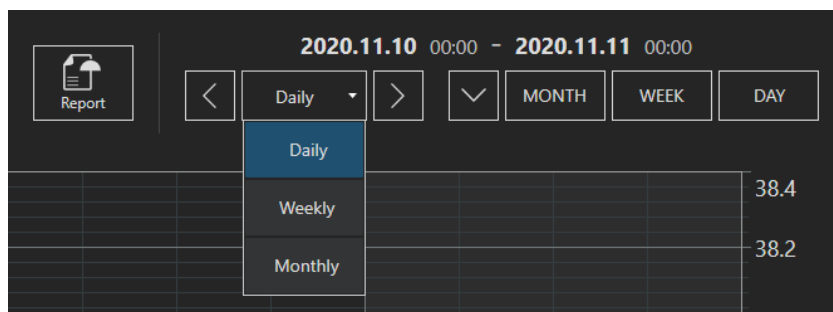 2020.11.10 00:00 - 2020.11.11 00:00
Report
Daily
MONTH
WEEK
DAY
Daily
Weekly
Monthly
38.4
38.2